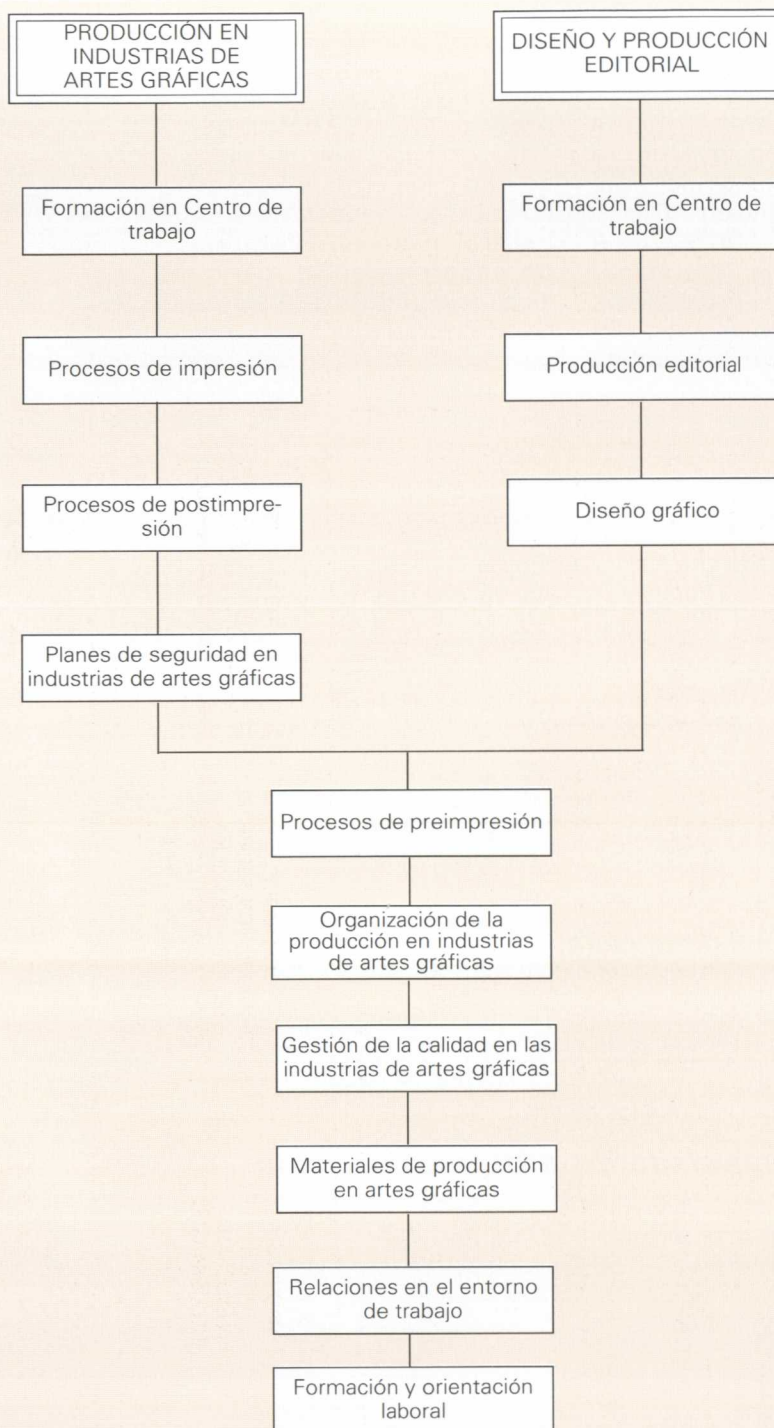 PRODUCCIÓN EN
INDUSTRIAS DE
ARTES GRÁFICAS
Formación en Centro de
trabajo
Procesos de impresión
Procesos de postimpre-
sión
Planes de seguridad en
industrias de artes gráficas
DISEÑO Y PRODUCCIÓN
EDITORIAL
Formación en Centro de
trabajo
Producción editorial
Diseño gráfico
Procesos de preimpresión
Organización de la
producción en industrias
de artes gráficas
Gestión de la calidad en las
industrias de artes gráficas
Materiales de producción
en artes gráficas
Relaciones en el entorno
de trabajo
Formación y orientación
laboral